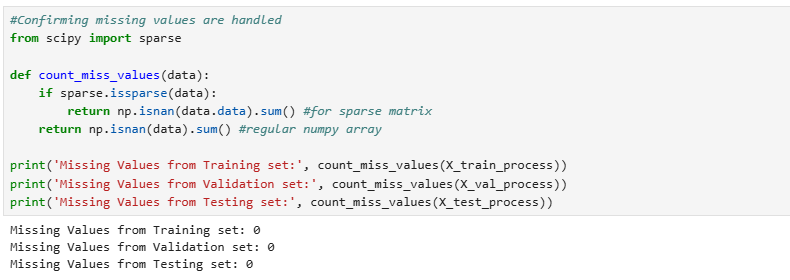 #Confirming missing values are handled
from scipy import sparse
def count_miss_values(data):
    if sparse.issparse(data):
        return np.isnan(data.data).sum() #for sparse matrix
    return np.isnan(data).sum() #regular numpy array
print('Missing Values from Training set:', count_miss_values(X_train_process))
print('Missing Values from Validation set:', count_miss_values(X_val_process))
print('Missing Values from Testing set:', count_miss_values(X_test_process))
Missing Values from Training set: 0
Missing Values from Validation set: 0
Missing Values from Testing set: 0